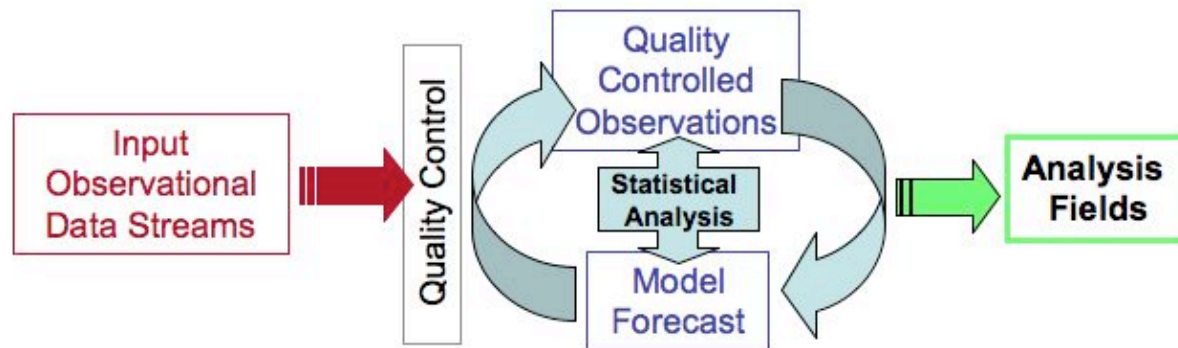 Input
Observational
Data Streams
Quality Control
Quality
Controlled
Observations
Statistical
Analysis
Model
Forecast
Analysis
Fields